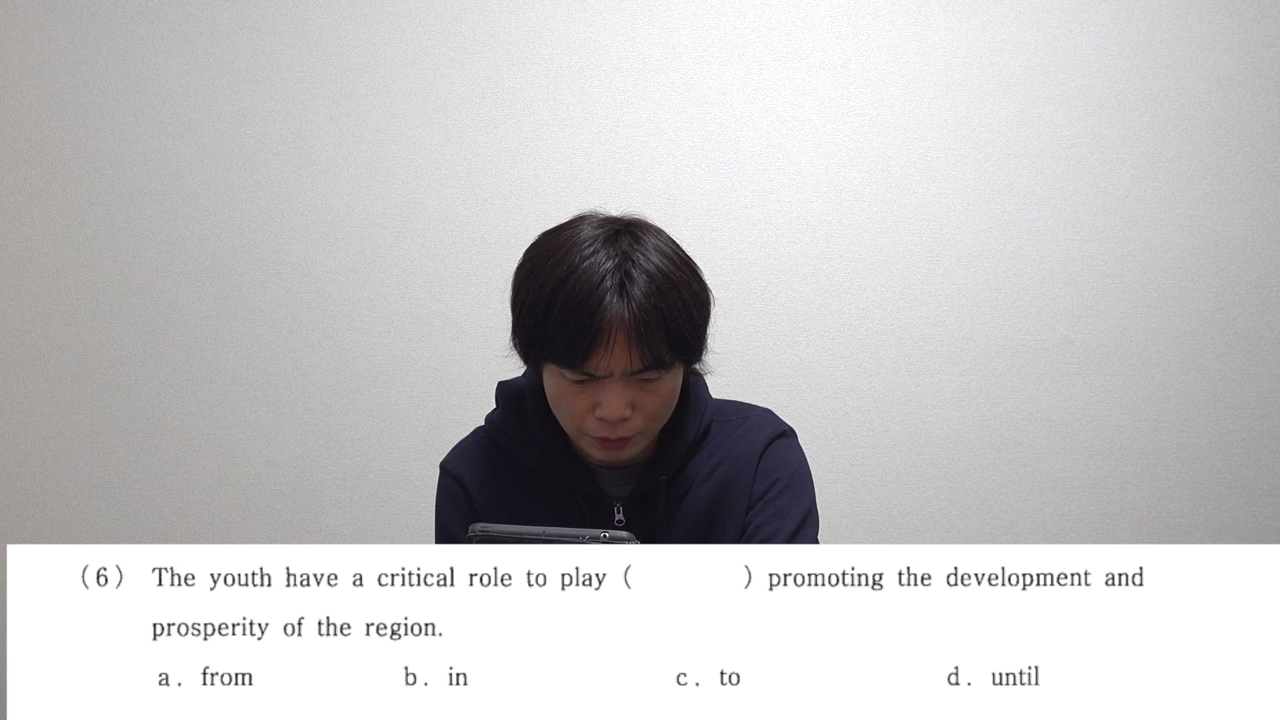 (6) The youth have a critical role to play ( ) promoting the development and
prosperity of the region.
a. from b. in c. to d. until